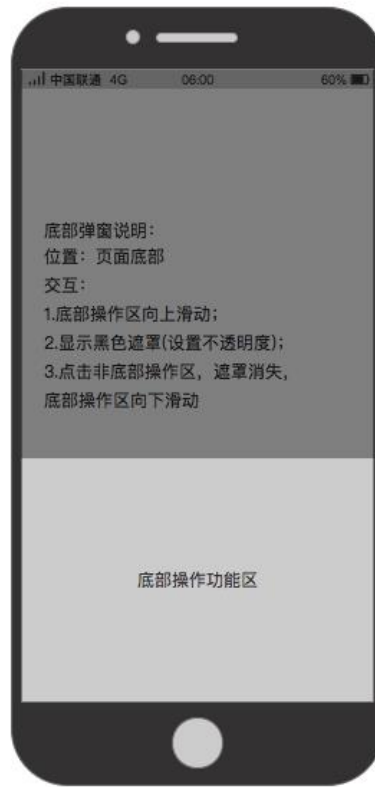 中国联通 4G 06:00 60%
底部弹窗说明：
位置：页面底部
交互：
1.底部操作区向上滑动；
2.显示黑色遮罩(设置不透明度)；
3.点击非底部操作区，遮罩消失，
底部操作区向下滑动
底部操作功能区